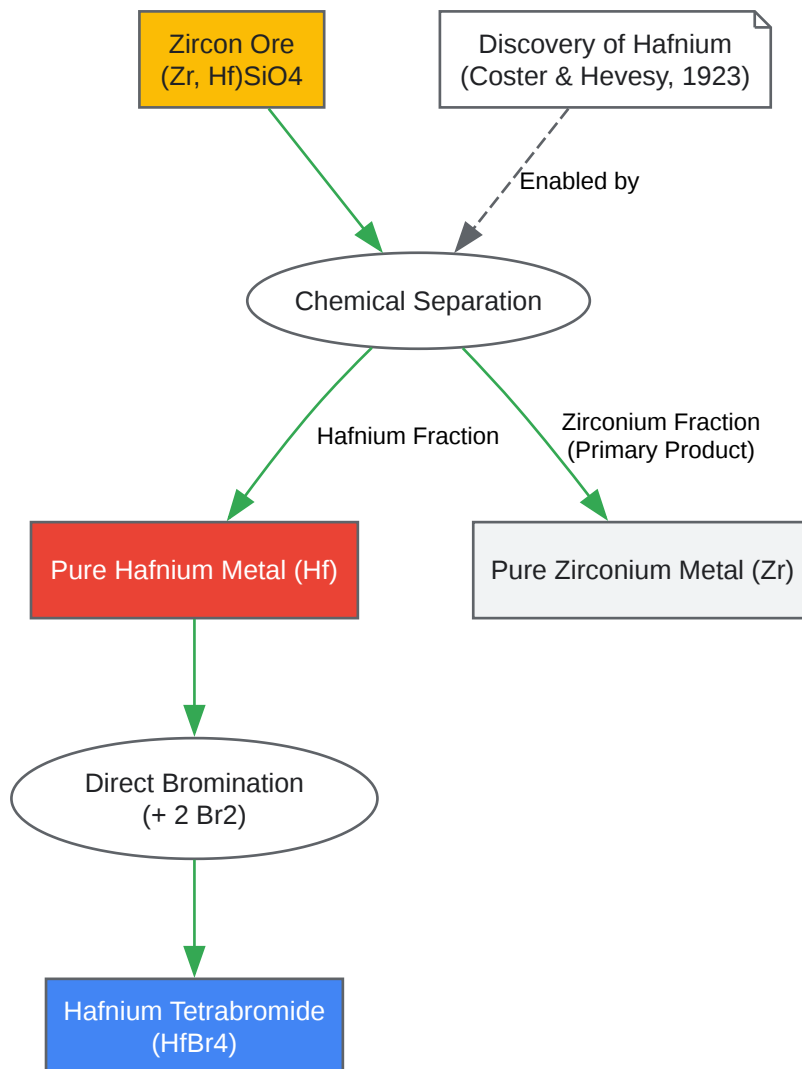 Zircon Ore
(Zr, Hf)SiO4
Discovery of Hafnium
(Coster & Hevesy, 1923)
Enabled by
Chemical Separation
Hafnium Fraction
Zirconium Fraction
(Primary Product)
Pure Hafnium Metal (Hf)
Pure Zirconium Metal (Zr)
Direct Bromination
(+ 2 Br2)
Hafnium Tetrabromide
(HfBr4)